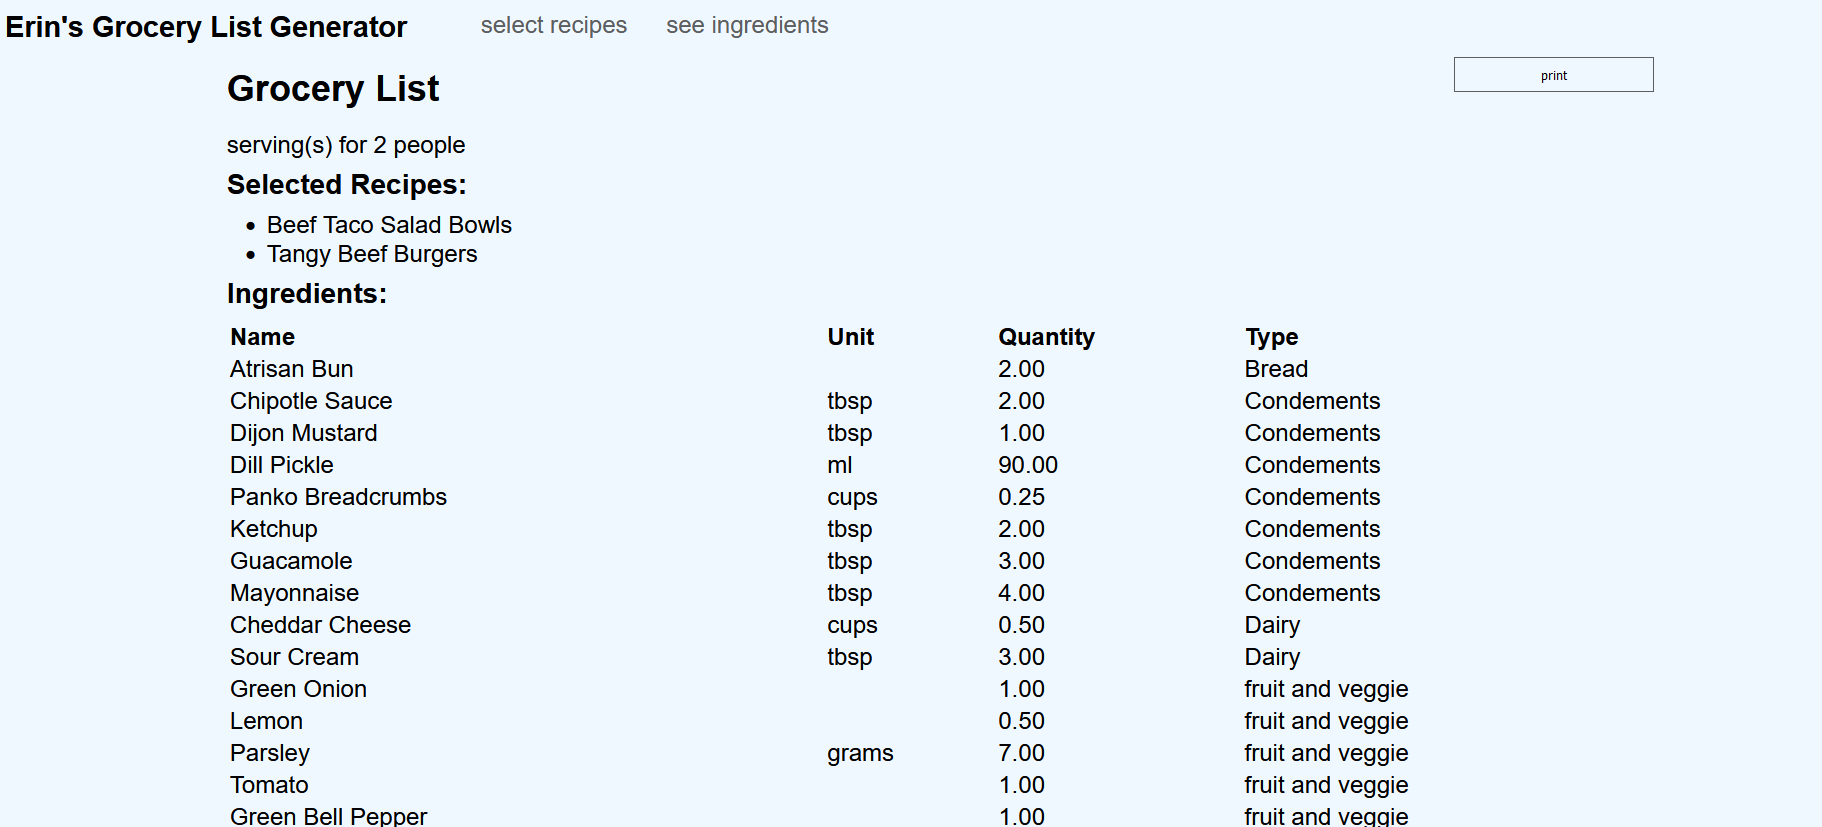 Erin's Grocery List Generator select recipes see ingredients
Grocery List print
serving(s) for 2 people
Selected Recipes:
• Beef Taco Salad Bowls
• Tangy Beef Burgers
Ingredients:
Name Unit Quantity Type
Atrisan Bun 2.00 Bread
Chipotle Sauce tbsp 2.00 Condements
Dijon Mustard tbsp 1.00 Condements
Dill Pickle ml 90.00 Condements
Panko Breadcrumbs cups 0.25 Condements
Ketchup tbsp 2.00 Condements
Guacamole tbsp 3.00 Condements
Mayonnaise tbsp 4.00 Condements
Cheddar Cheese cups 0.50 Dairy
Sour Cream tbsp 3.00 Dairy
Green Onion 1.00 fruit and veggie
Lemon 0.50 fruit and veggie
Parsley grams 7.00 fruit and veggie
Tomato 1.00 fruit and veggie
Green Bell Pepper 1.00 fruit and veggie